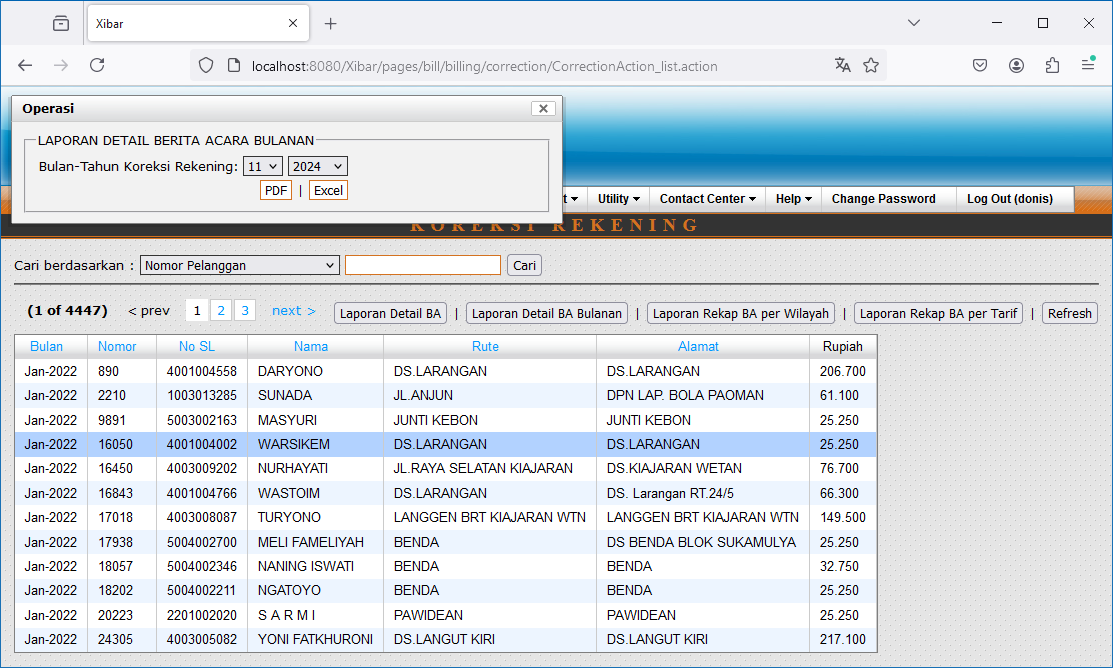 Xibar
localhost:8080/Xibar/pages/bill/billing/correction/CorrectionAction_list.action
Operasi
LAPORAN DETAIL BERITA ACARA BULANAN
Bulan-Tahun Koreksi Rekening: 11 2024
PDF | Excel
t Utility Contact Center Help Change Password Log Out (donis)
KOREKSI REKENING
Cari berdasarkan : Nomor Pelanggan Cari
(1 of 4447) < prev 1 2 3 next > Laporan Detail BA | Laporan Detail BA Bulanan | Laporan Rekap BA per Wilayah | Laporan Rekap BA per Tarif | Refresh
Bulan Nomor No SL Nama Rute Alamat Rupiah
Jan-2022 890 4001004558 DARYONO DS.LARANGAN DS.LARANGAN 206.700
Jan-2022 2210 1003013285 SUNADA JL.ANJUN DPN LAP. BOLA PAOMAN 61.100
Jan-2022 9891 5003002163 MASYURI JUNTI KEBON JUNTI KEBON 25.250
Jan-2022 16050 4001004002 WARSIKEM DS.LARANGAN DS.LARANGAN 25.250
Jan-2022 16450 4003009202 NURHAYATI JL.RAYA SELATAN KIAJARAN DS.KIAJARAN WETAN 76.700
Jan-2022 16843 4001004766 WASTOIM DS.LARANGAN DS. Larangan RT.24/5 66.300
Jan-2022 17018 4003008087 TURYONO LANGGEN BRT KIAJARAN WTN LANGGEN BRT KIAJARAN WTN 149.500
Jan-2022 17938 5004002700 MELI FAMELIYAH BENDA DS BENDA BLOK SUKAMULYA 25.250
Jan-2022 18057 5004002346 NANING ISWATI BENDA BENDA 32.750
Jan-2022 18202 5004002211 NGATOYO BENDA BENDA 25.250
Jan-2022 20223 2201002020 S A R M I PAWIDEAN PAWIDEAN 25.250
Jan-2022 24305 4003005082 YONI FATKHURONI DS.LANGUT KIRI DS.LANGUT KIRI 217.100